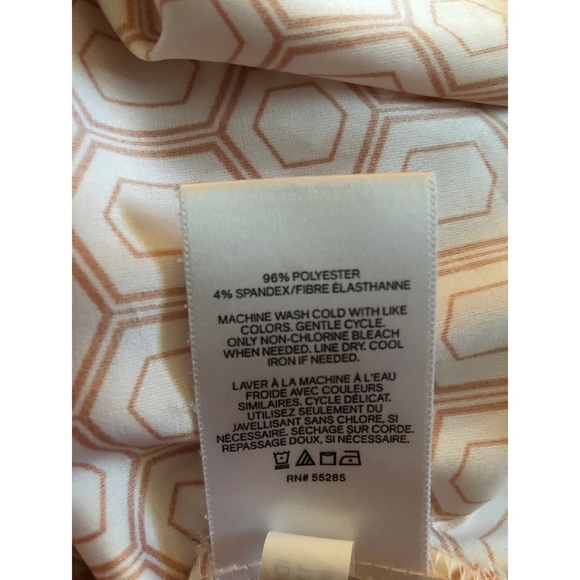 96% POLYESTER
4% SPANDEX/FIBRE ÉLASTHANNE
MACHINE WASH COLD WITH LIKE
COLORS. GENTLE CYCLE.
ONLY NON-CHLORINE BLEACH
WHEN NEEDED. LINE DRY. COOL
IRON IF NEEDED.
LAVER À LA MACHINE À L'EAU
FROIDE AVEC COULEURS
SIMILAIRES. CYCLE DÉLICAT.
UTILISEZ SEULEMENT DU
JAVELLISANT SANS CHLORE, SI
NÉCESSAIRE. SÉCHAGE SUR CORDE.
REPASSAGE DOUX, SI NÉCESSAIRE.
RN# 55285